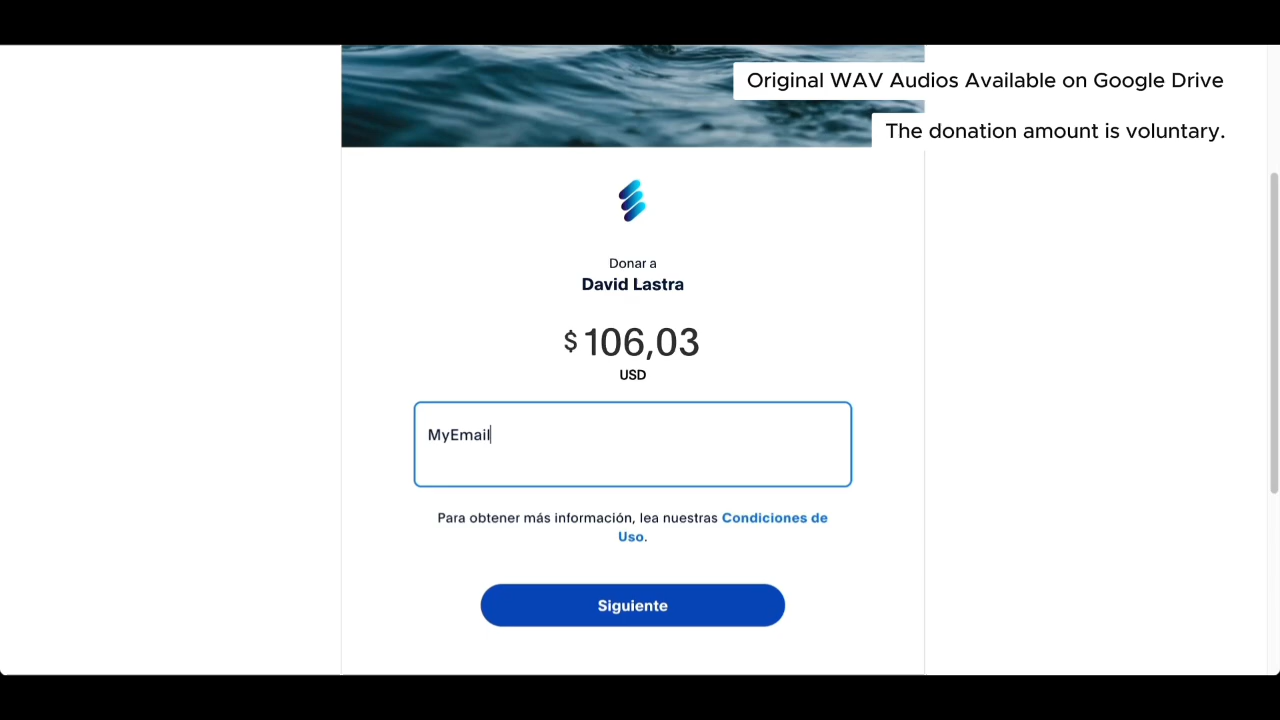 Original WAV Audios Available on Google Drive
The donation amount is voluntary.
Donar a
David Lastra
$ 106,03
USD
MyEmail
Para obtener más información, lea nuestras Condiciones de
Uso.
Siguiente